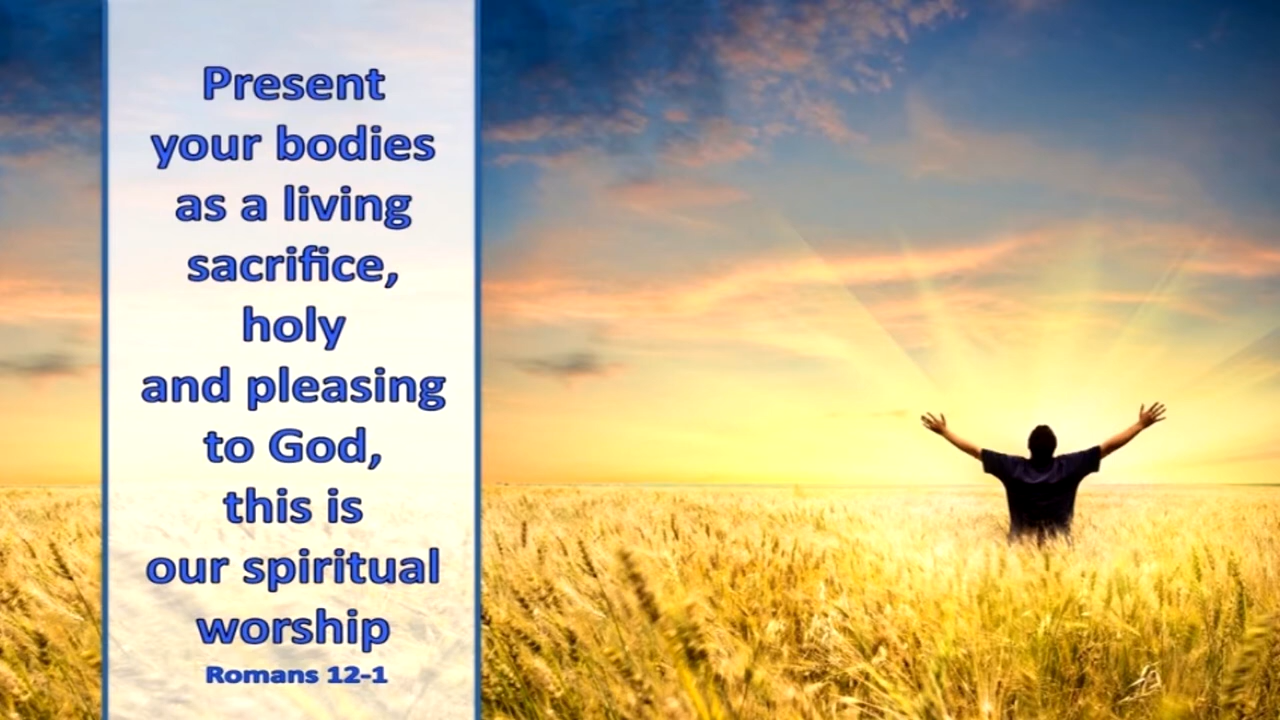 Present
your bodies
as a living
sacrifice,
holy
and pleasing
to God,
this is
our spiritual
worship
Romans 12-1